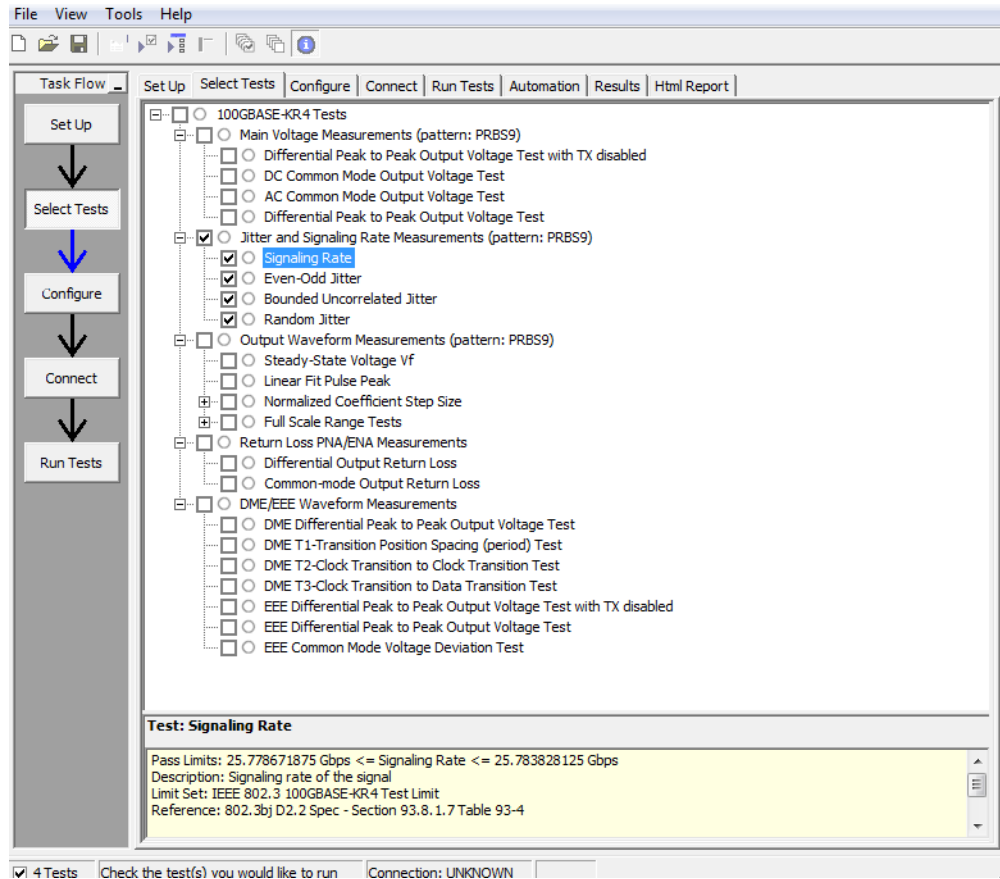 File View Tools Help
Task Flow
Set Up Select Tests Configure Connect Run Tests Automation Results Html Report
Set Up
Select Tests
Configure
Connect
Run Tests
100GBASE-KR4 Tests
Main Voltage Measurements (pattern: PRBS9)
Differential Peak to Peak Output Voltage Test with TX disabled
DC Common Mode Output Voltage Test
AC Common Mode Output Voltage Test
Differential Peak to Peak Output Voltage Test
Jitter and Signaling Rate Measurements (pattern: PRBS9)
Signaling Rate
Even-Odd Jitter
Bounded Uncorrelated Jitter
Random Jitter
Output Waveform Measurements (pattern: PRBS9)
Steady-State Voltage Vf
Linear Fit Pulse Peak
Normalized Coefficient Step Size
Full Scale Range Tests
Return Loss PNA/ENA Measurements
Differential Output Return Loss
Common-mode Output Return Loss
DME/EEE Waveform Measurements
DME Differential Peak to Peak Output Voltage Test
DME T1-Transition Position Spacing (period) Test
DME T2-Clock Transition to Clock Transition Test
DME T3-Clock Transition to Data Transition Test
EEE Differential Peak to Peak Output Voltage Test with TX disabled
EEE Differential Peak to Peak Output Voltage Test
EEE Common Mode Voltage Deviation Test
Test: Signaling Rate
Pass Limits: 25.778671875 Gbps <= Signaling Rate <= 25.783828125 Gbps
Description: Signaling rate of the signal
Limit Set: IEEE 802.3 100GBASE-KR4 Test Limit
Reference: 802.3bj D2.2 Spec - Section 93.8.1.7 Table 93-4
4 Tests Check the test(s) you would like to run Connection: UNKNOWN